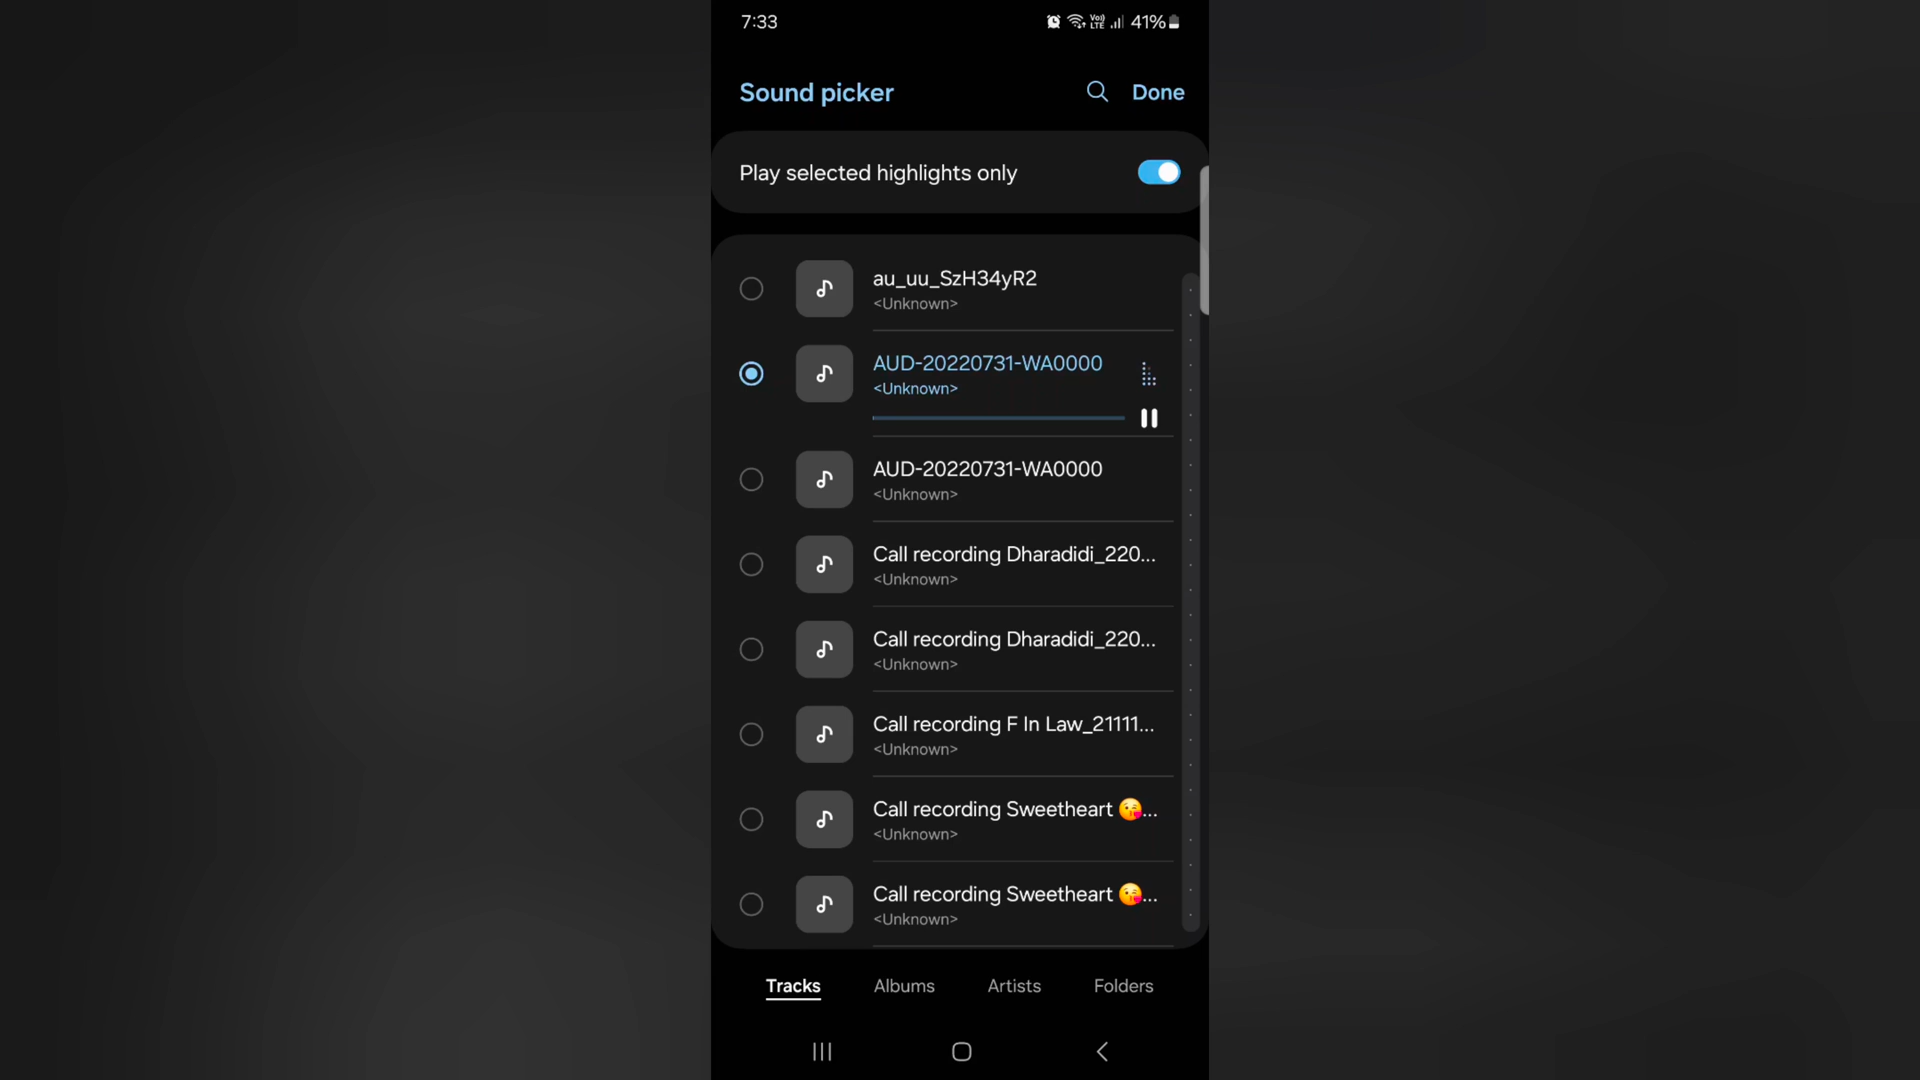 7:33
Vo)) LTE 41%
Sound picker
Done
Play selected highlights only
au_uu_SzH34yR2
<Unknown>
AUD-20220731-WA0000
<Unknown>
AUD-20220731-WA0000
<Unknown>
Call recording Dharadidi_220...
<Unknown>
Call recording Dharadidi_220...
<Unknown>
Call recording F In Law_21111...
<Unknown>
Call recording Sweetheart 😘...
<Unknown>
Call recording Sweetheart 😘...
<Unknown>
Tracks Albums Artists Folders